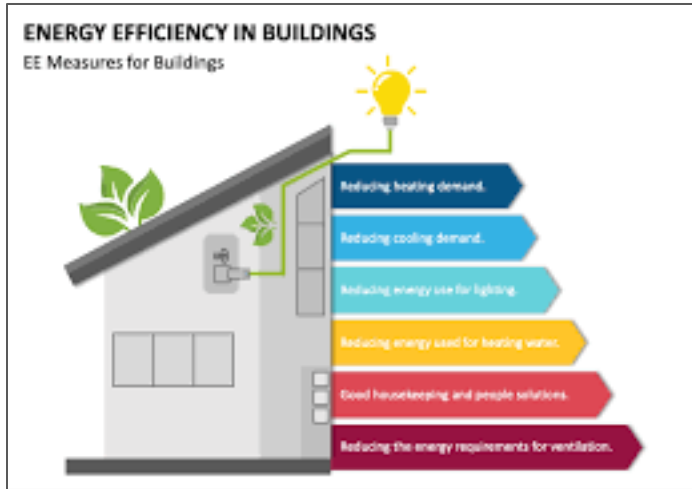 ENERGY EFFICIENCY IN BUILDINGS
EE Measures for Buildings
Reducing heating demand.
Reducing cooling demand.
Reducing energy use for lighting.
Reducing energy used for heating water.
Good housekeeping and people solutions.
Reducing the energy requirements for ventilation.